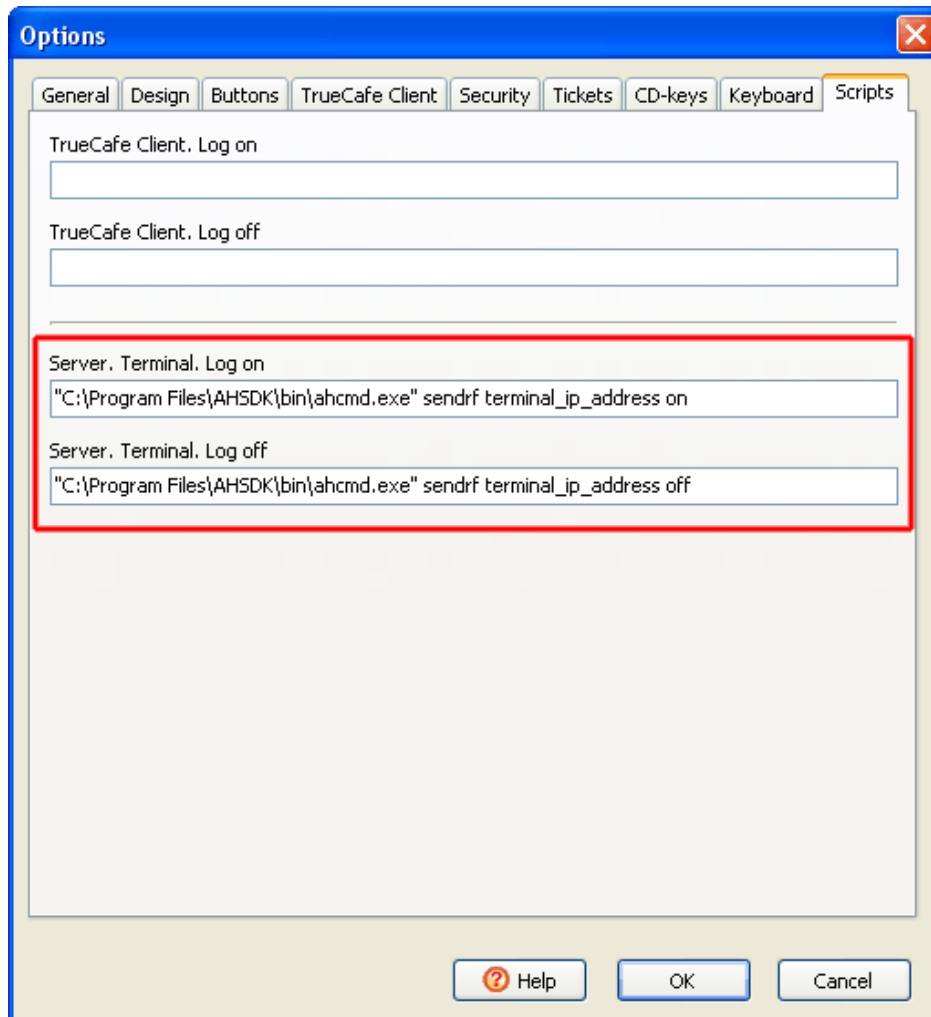 Options
General Design Buttons TrueCafe Client Security Tickets CD-keys Keyboard Scripts
TrueCafe Client. Log on
TrueCafe Client. Log off
Server. Terminal. Log on
"C:\Program Files\AHSDK\bin\ahcmd.exe" sendrf terminal_ip_address on
Server. Terminal. Log off
"C:\Program Files\AHSDK\bin\ahcmd.exe" sendrf terminal_ip_address off
Help OK Cancel